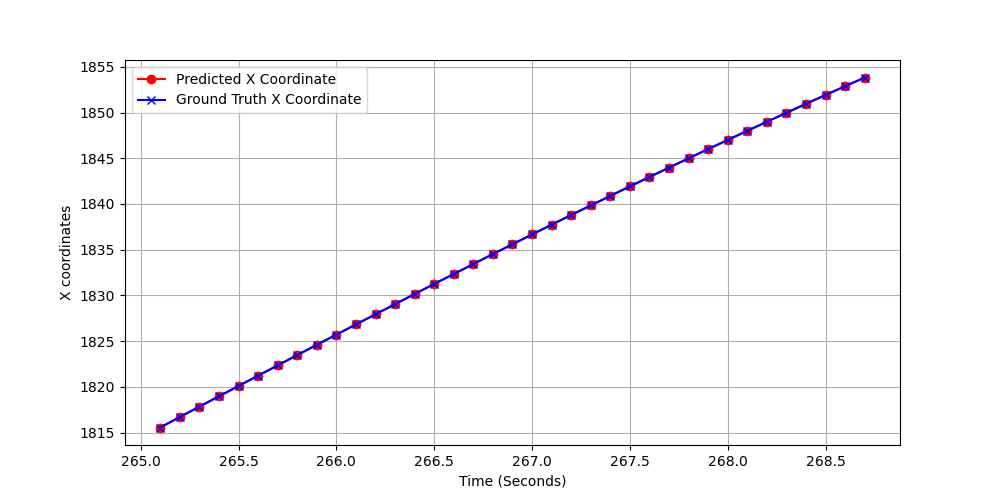 1855
1850
1845
1840
1835
1830
1825
1820
1815
X coordinates
Predicted X Coordinate
Ground Truth X Coordinate
265.0 265.5 266.0 266.5 267.0 267.5 268.0 268.5
Time (Seconds)